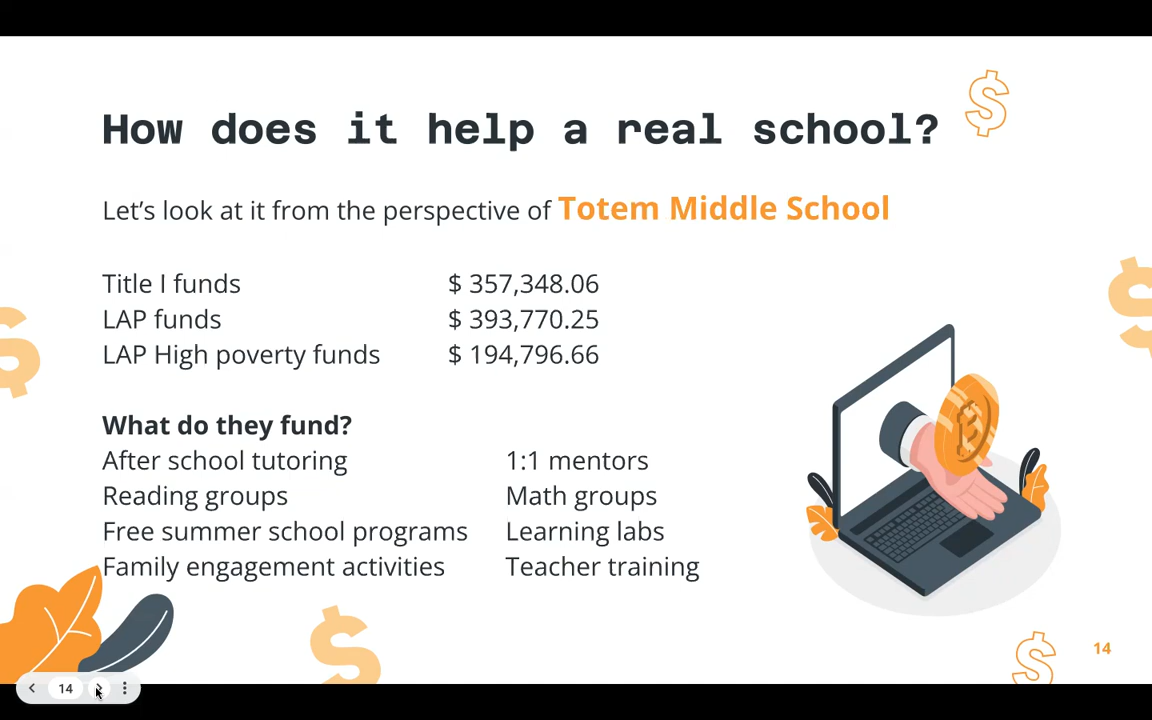 How does it help a real school?
Let's look at it from the perspective of Totem Middle School
Title I funds $ 357,348.06
LAP funds $ 393,770.25
LAP High poverty funds $ 194,796.66
What do they fund?
After school tutoring 1:1 mentors
Reading groups Math groups
Free summer school programs Learning labs
Family engagement activities Teacher training
14
14